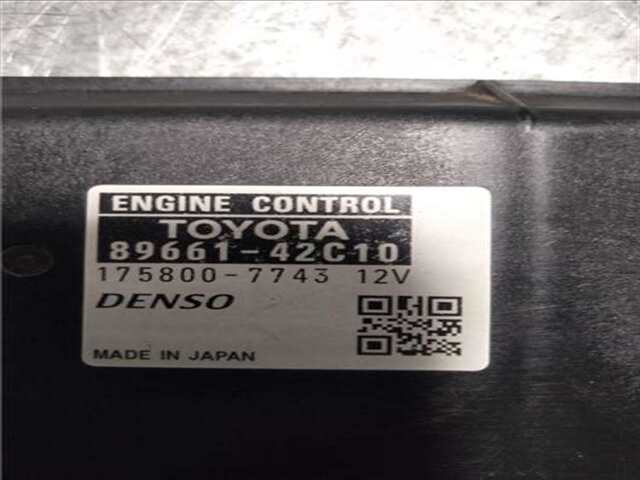 ENGINE CONTROL
TOYOTA
89661-42C10
175800-7743 12V
DENSO
MADE IN JAPAN